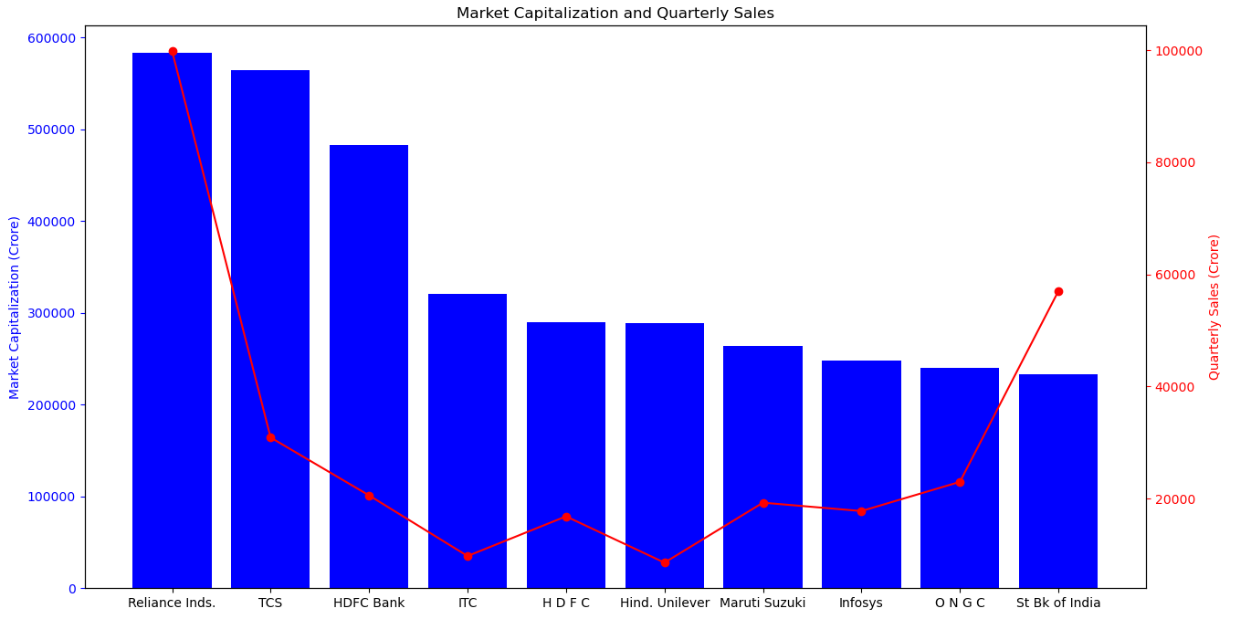 Market Capitalization and Quarterly Sales
Market Capitalization (Crore)
600000
500000
400000
300000
200000
100000
0
Reliance Inds.
TCS
HDFC Bank
ITC
H D F C
Hind. Unilever
Maruti Suzuki
Infosys
O N G C
St Bk of India
100000
80000
60000
40000
20000
Quarterly Sales (Crore)